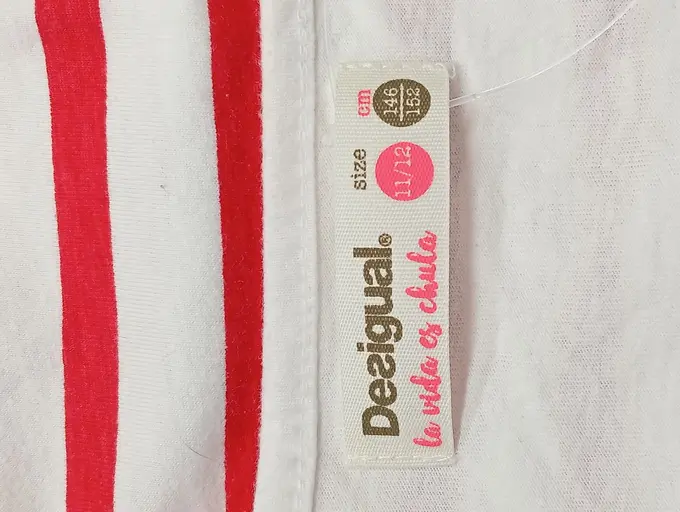 Desigual®
la vida es chula
size
11/12
cm
146
152